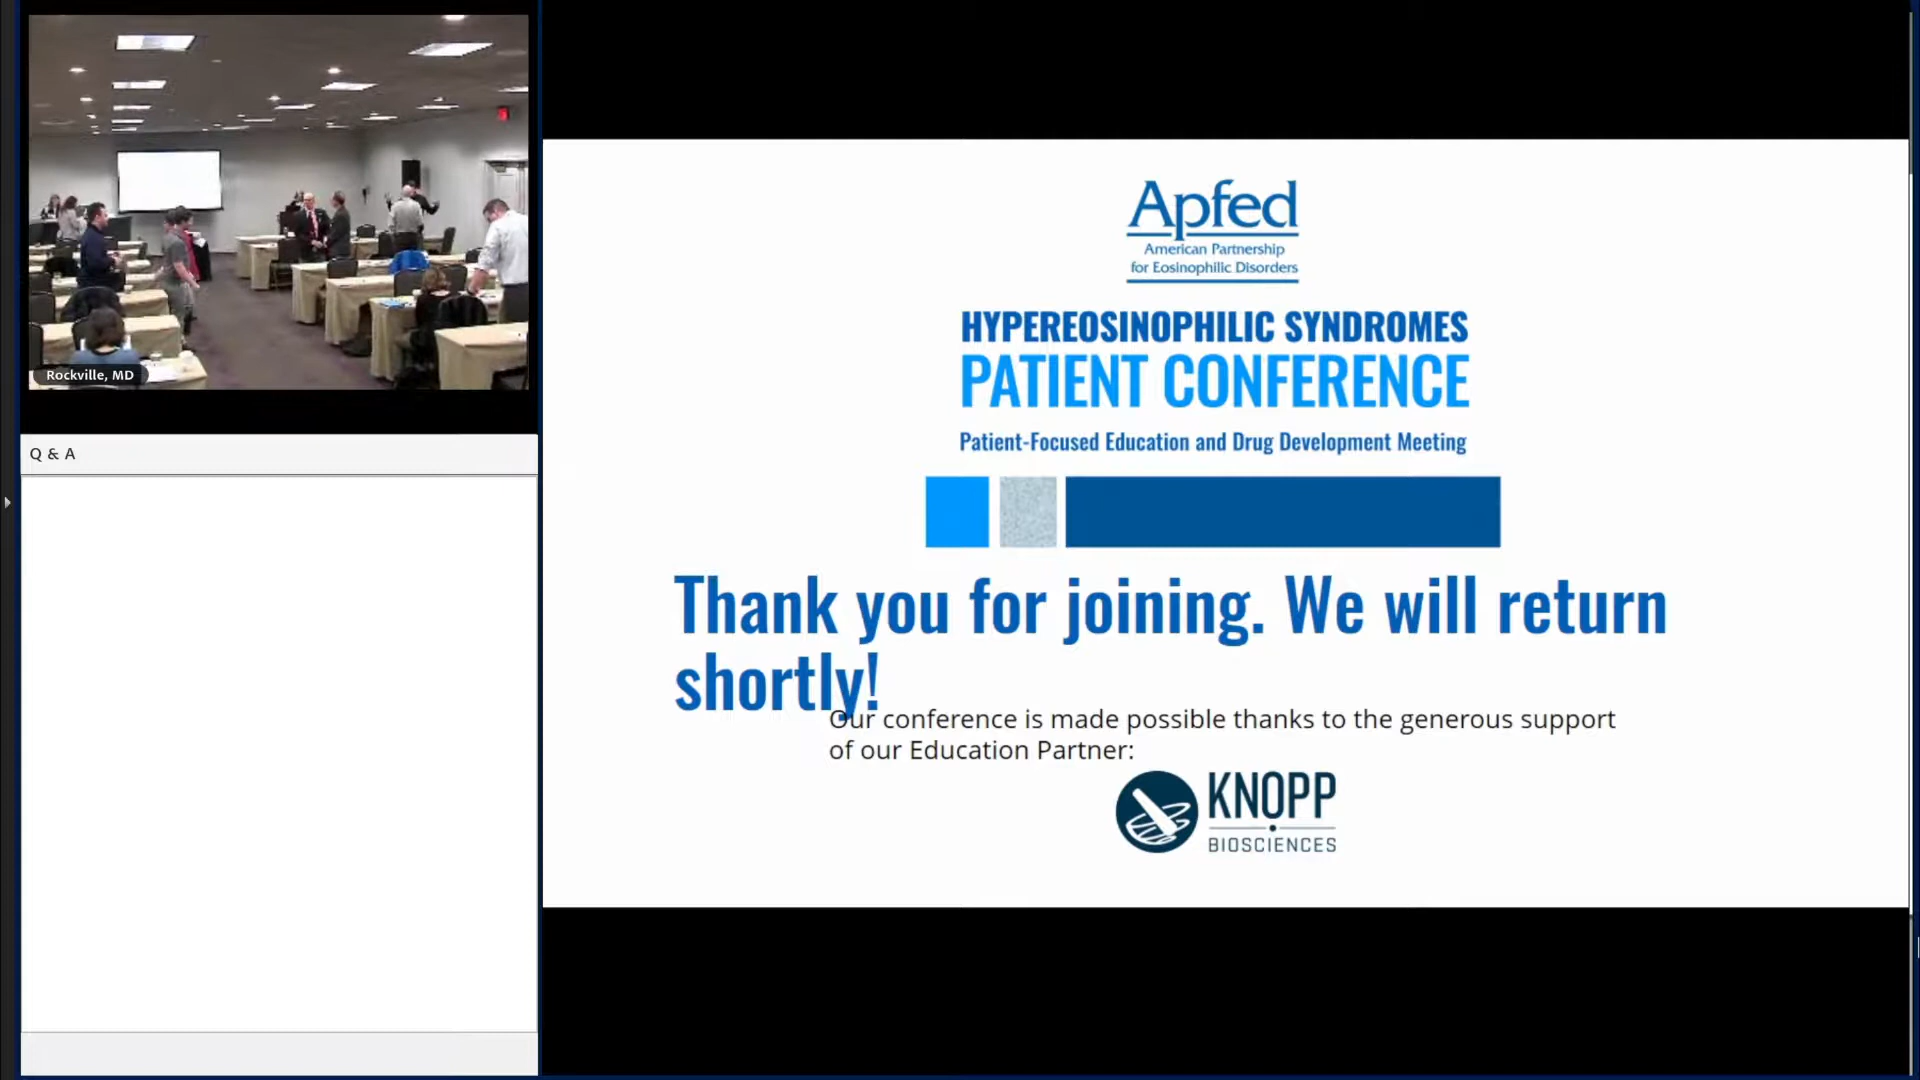 Rockville, MD
Q & A
Apfed
American Partnership
for Eosinophilic Disorders
HYPEREOSINOPHILIC SYNDROMES
PATIENT CONFERENCE
Patient-Focused Education and Drug Development Meeting
Thank you for joining. We will return
shortly!
Our conference is made possible thanks to the generous support
of our Education Partner:
KNOPP
BIOSCIENCES